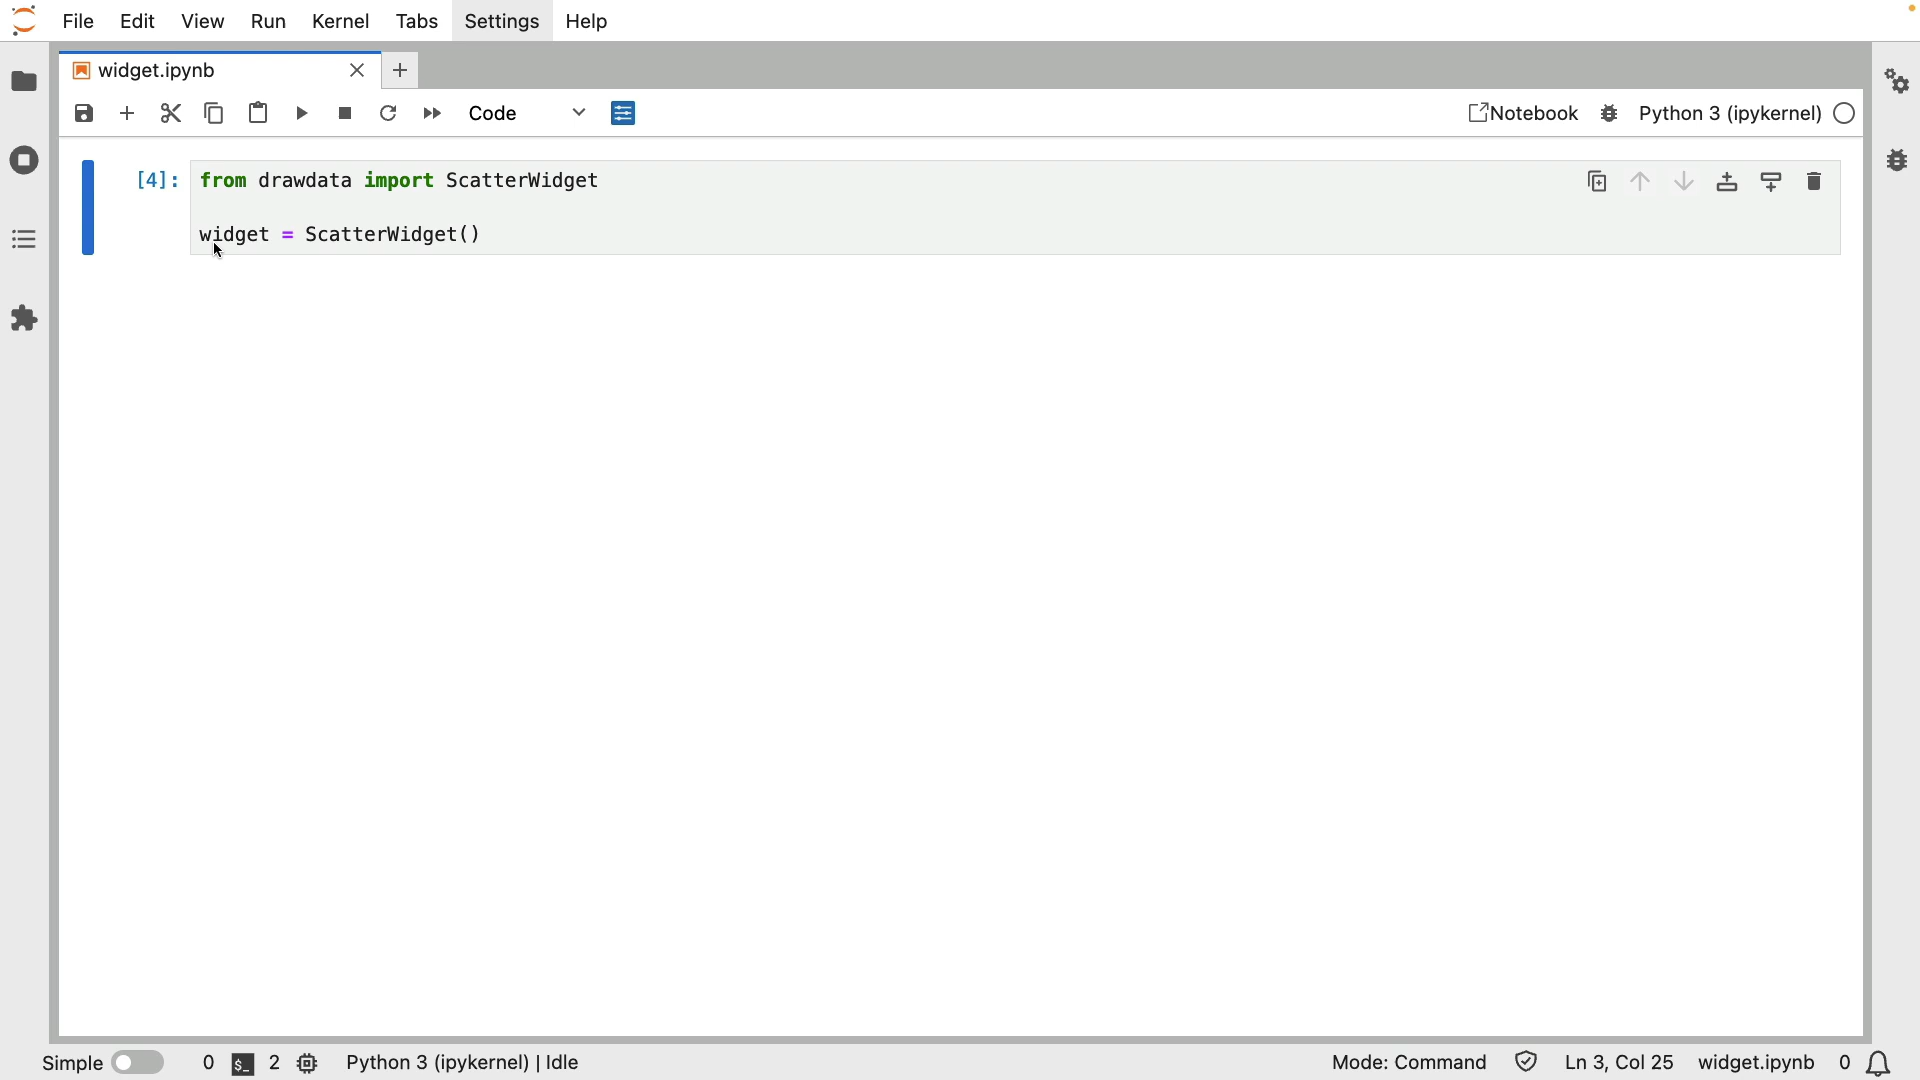 File Edit View Run Kernel Tabs Settings Help
widget.ipynb
Code Notebook Python 3 (ipykernel)
[4]: from drawdata import ScatterWidget
widget = ScatterWidget()
Simple 0 $_ 2 Python 3 (ipykernel) | Idle Mode: Command Ln 3, Col 25 widget.ipynb 0